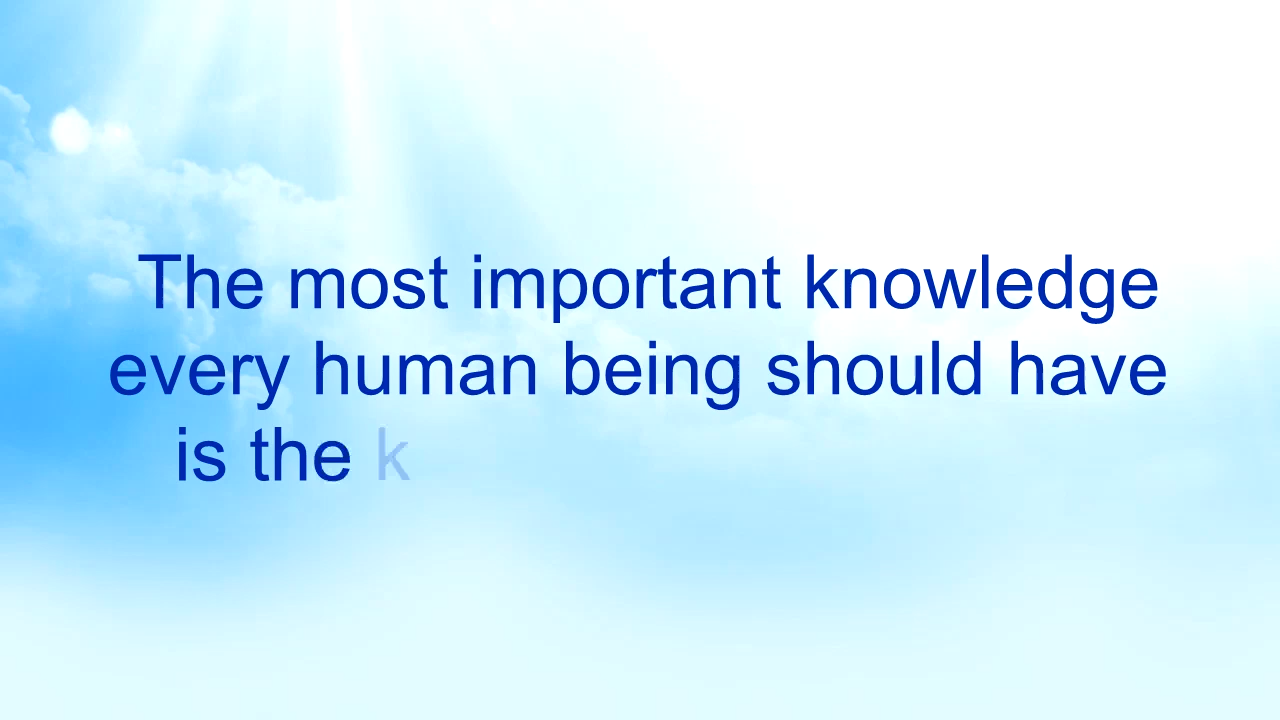 The most important knowledge
every human being should have
is the k